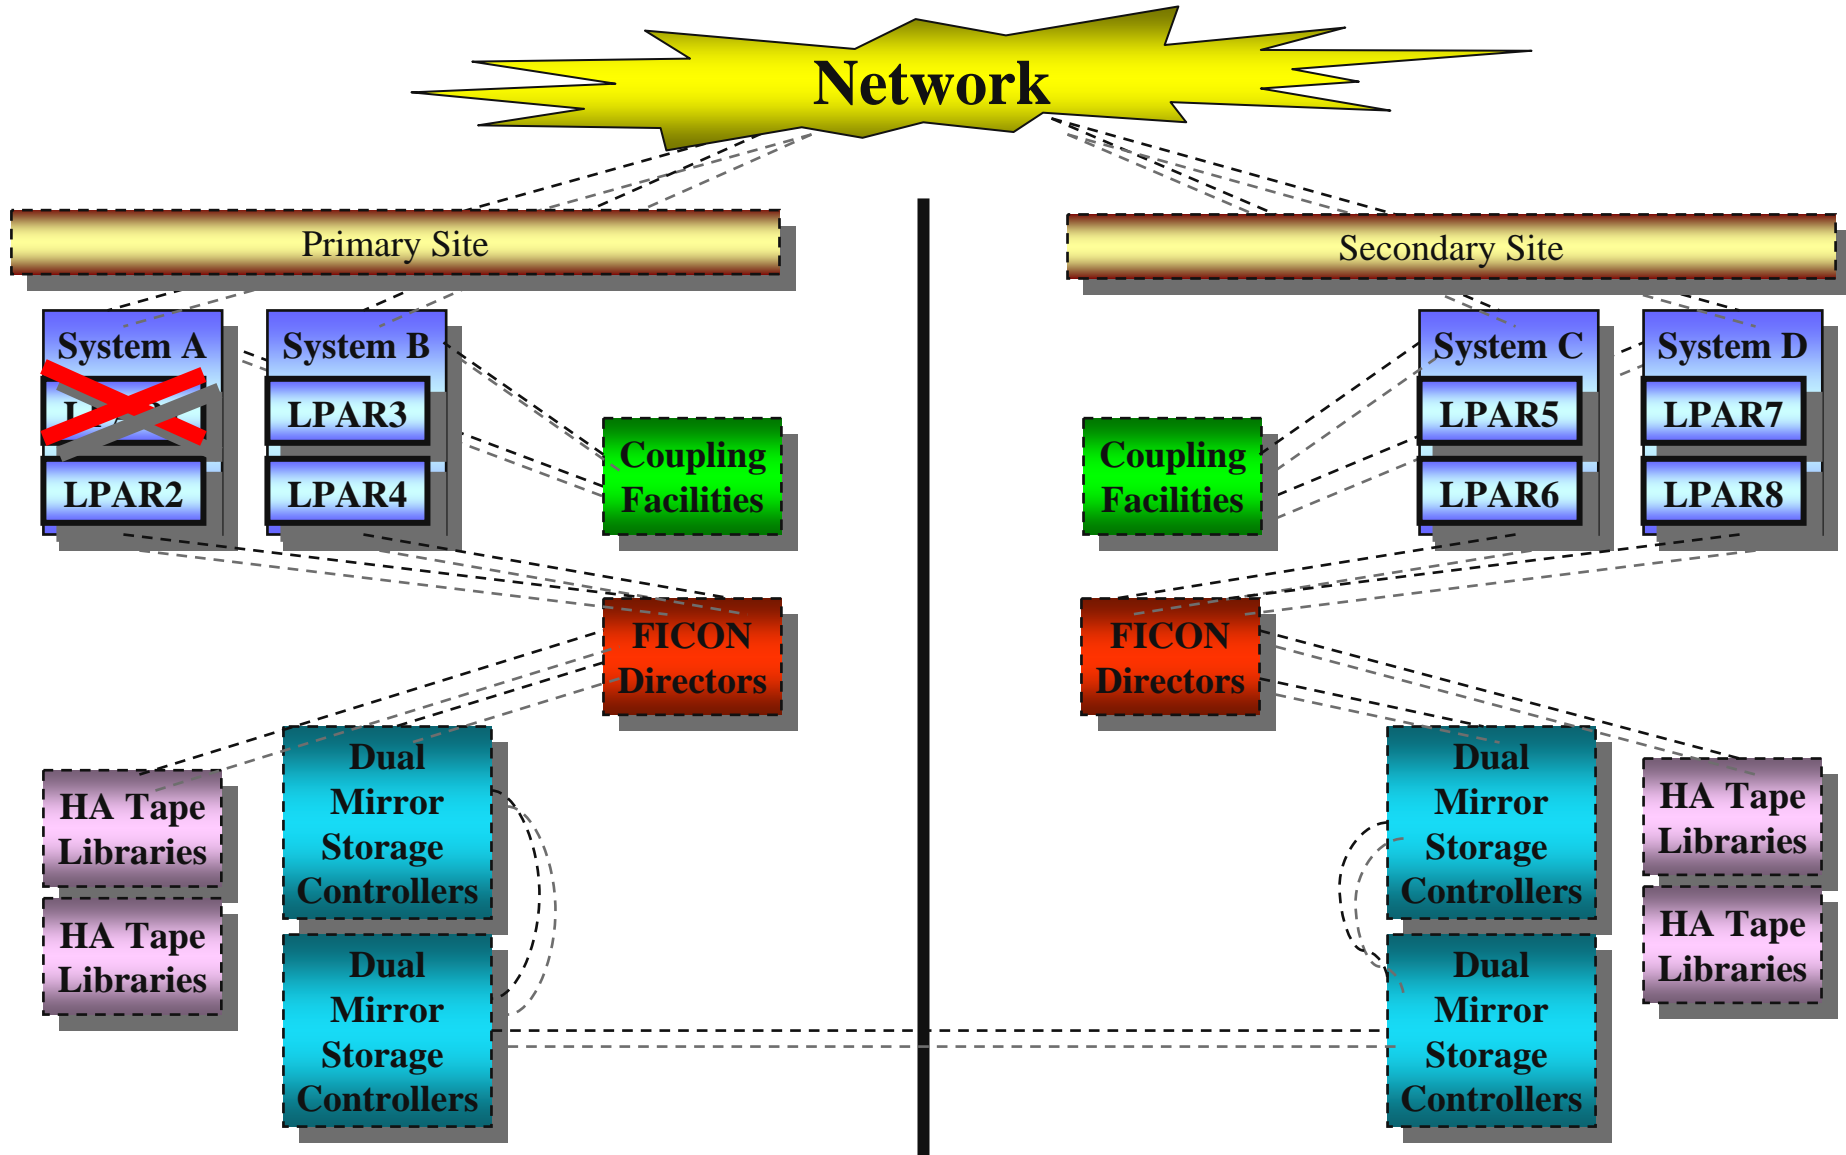 Network
Primary Site
Secondary Site
System A
System B
LPAR3
LPAR2
LPAR4
Coupling
Facilities
FICON
Directors
HA Tape
Libraries
HA Tape
Libraries
Dual
Mirror
Storage
Controllers
Dual
Mirror
Storage
Controllers
System C
System D
LPAR5
LPAR7
LPAR6
LPAR8
Coupling
Facilities
FICON
Directors
Dual
Mirror
Storage
Controllers
Dual
Mirror
Storage
Controllers
HA Tape
Libraries
HA Tape
Libraries